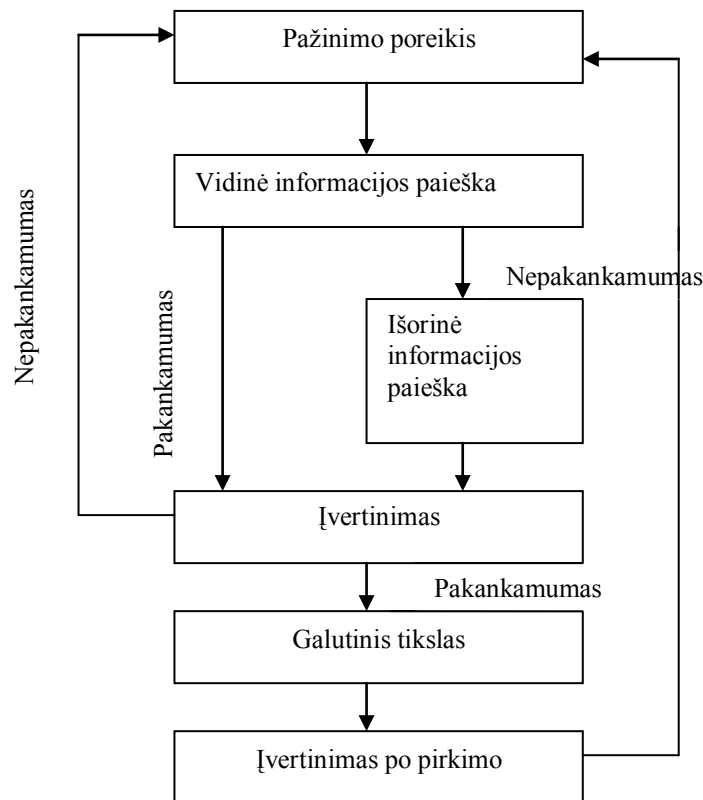 Pažinimo poreikis
Vidinė informacijos paieška
Nepakankamumas
Pakankamumas
Nepakankamumas
Išorinė
informacijos
paieška
Įvertinimas
Pakankamumas
Galutinis tikslas
Įvertinimas po pirkimo